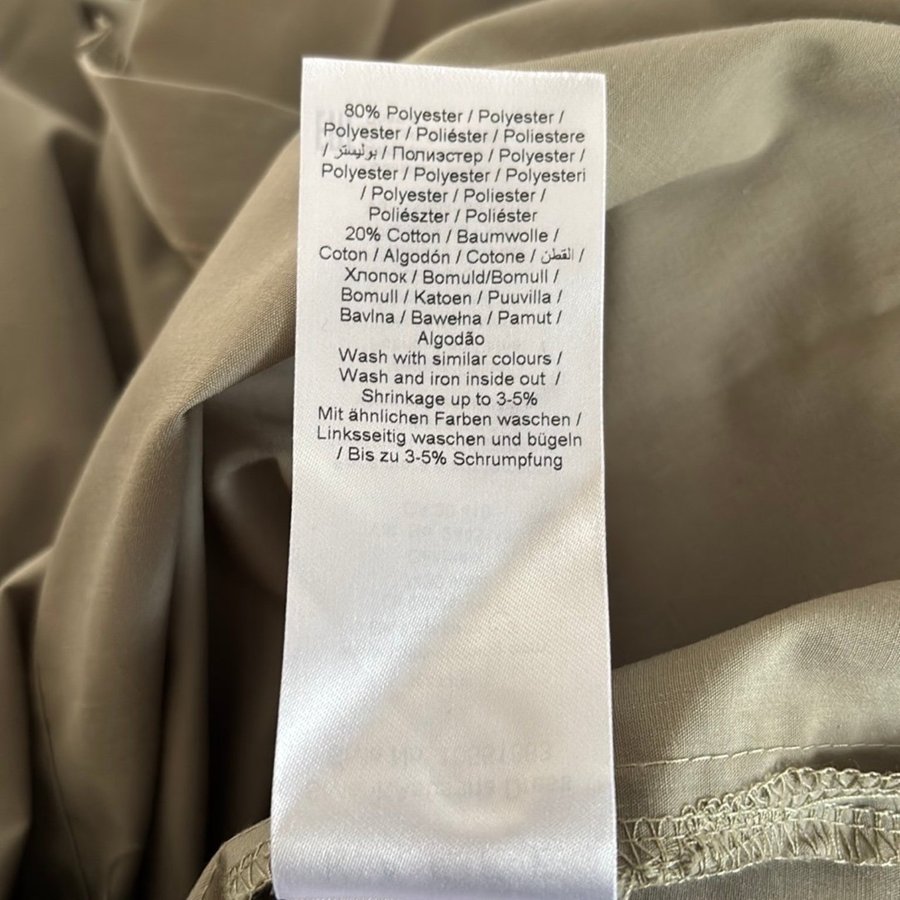 80% Polyester / Polyester /
Polyester / Poliéster / Poliestere
/ بوليستر / Полиэстер / Polyester /
Polyester / Polyester / Polyesteri
/ Polyester / Poliester /
Poliészter / Poliéster
20% Cotton / Baumwolle /
Coton / Algodón / Cotone / القطن /
Хлопок / Bomuld/Bomull /
Bomull / Katoen / Puuvilla /
Bavlna / Bawełna / Pamut /
Algodão
Wash with similar colours /
Wash and iron inside out /
Shrinkage up to 3-5%
Mit ähnlichen Farben waschen /
Linksseitig waschen und bügeln
/ Bis zu 3-5% Schrumpfung